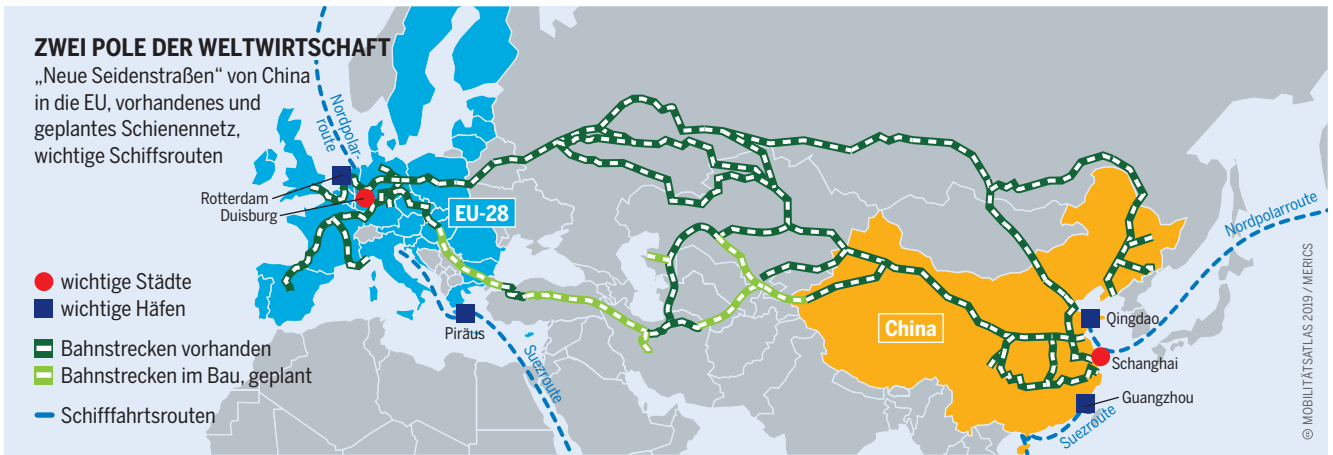 ZWEI POLE DER WELTWIRTSCHAFT
„Neue Seidenstraßen“ von China
in die EU, vorhandenes und
geplantes Schienennetz,
wichtige Schiffsrouten
Nordpolar-
route
Rotterdam
Duisburg
EU-28
wichtige Städte
wichtige Häfen
Bahnstrecken vorhanden
Bahnstrecken im Bau, geplant
Schifffahrtsrouten
Piräus
Suezroute
China
Qingdao
Schanghai
Guangzhou
Suezroute
Nordpolarroute
© MOBILITÄTSATLAS 2019 / MERICS